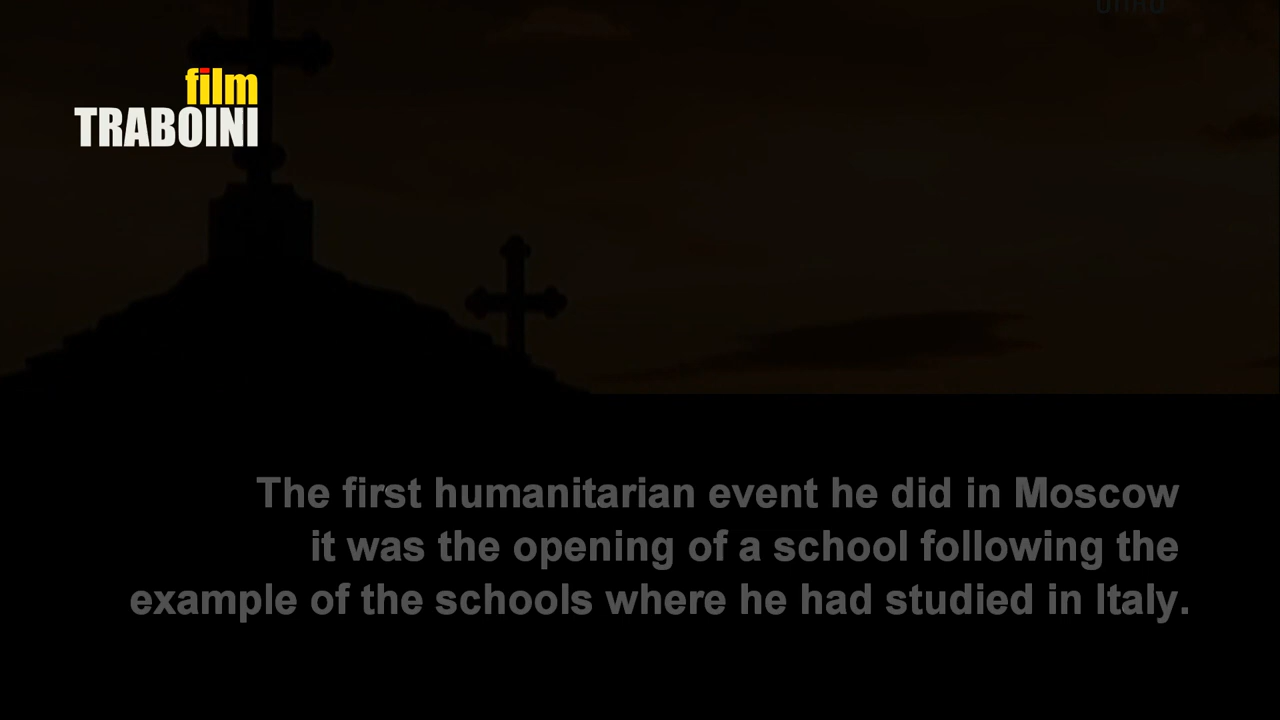 film
TRABOINI
The first humanitarian event he did in Moscow
it was the opening of a school following the
example of the schools where he had studied in Italy.